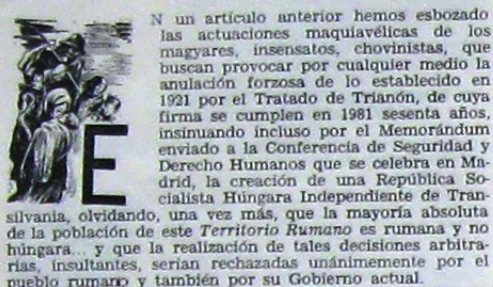 EN un artículo anterior hemos esbozado
las actuaciones maquiavélicas de los
magyares, insensatos, chovinistas, que
buscan provocar por cualquier medio la
anulación forzosa de lo establecido en
1921 por el Tratado de Trianón, de cuya
firma se cumplen en 1981 sesenta años,
insinuando incluso por el Memorándum
enviado a la Conferencia de Seguridad y
Derecho Humanos que se celebra en Ma-
drid, la creación de una República So-
cialista Húngara Independiente de Tran-
silvania, olvidando, una vez más, que la mayoría absoluta
de la población de este Territorio Rumano es rumana y no
húngara... y que la realización de tales decisiones arbitra-
rias, insultantes, serían rechazadas unánimemente por el
pueblo rumano y también por su Gobierno actual.